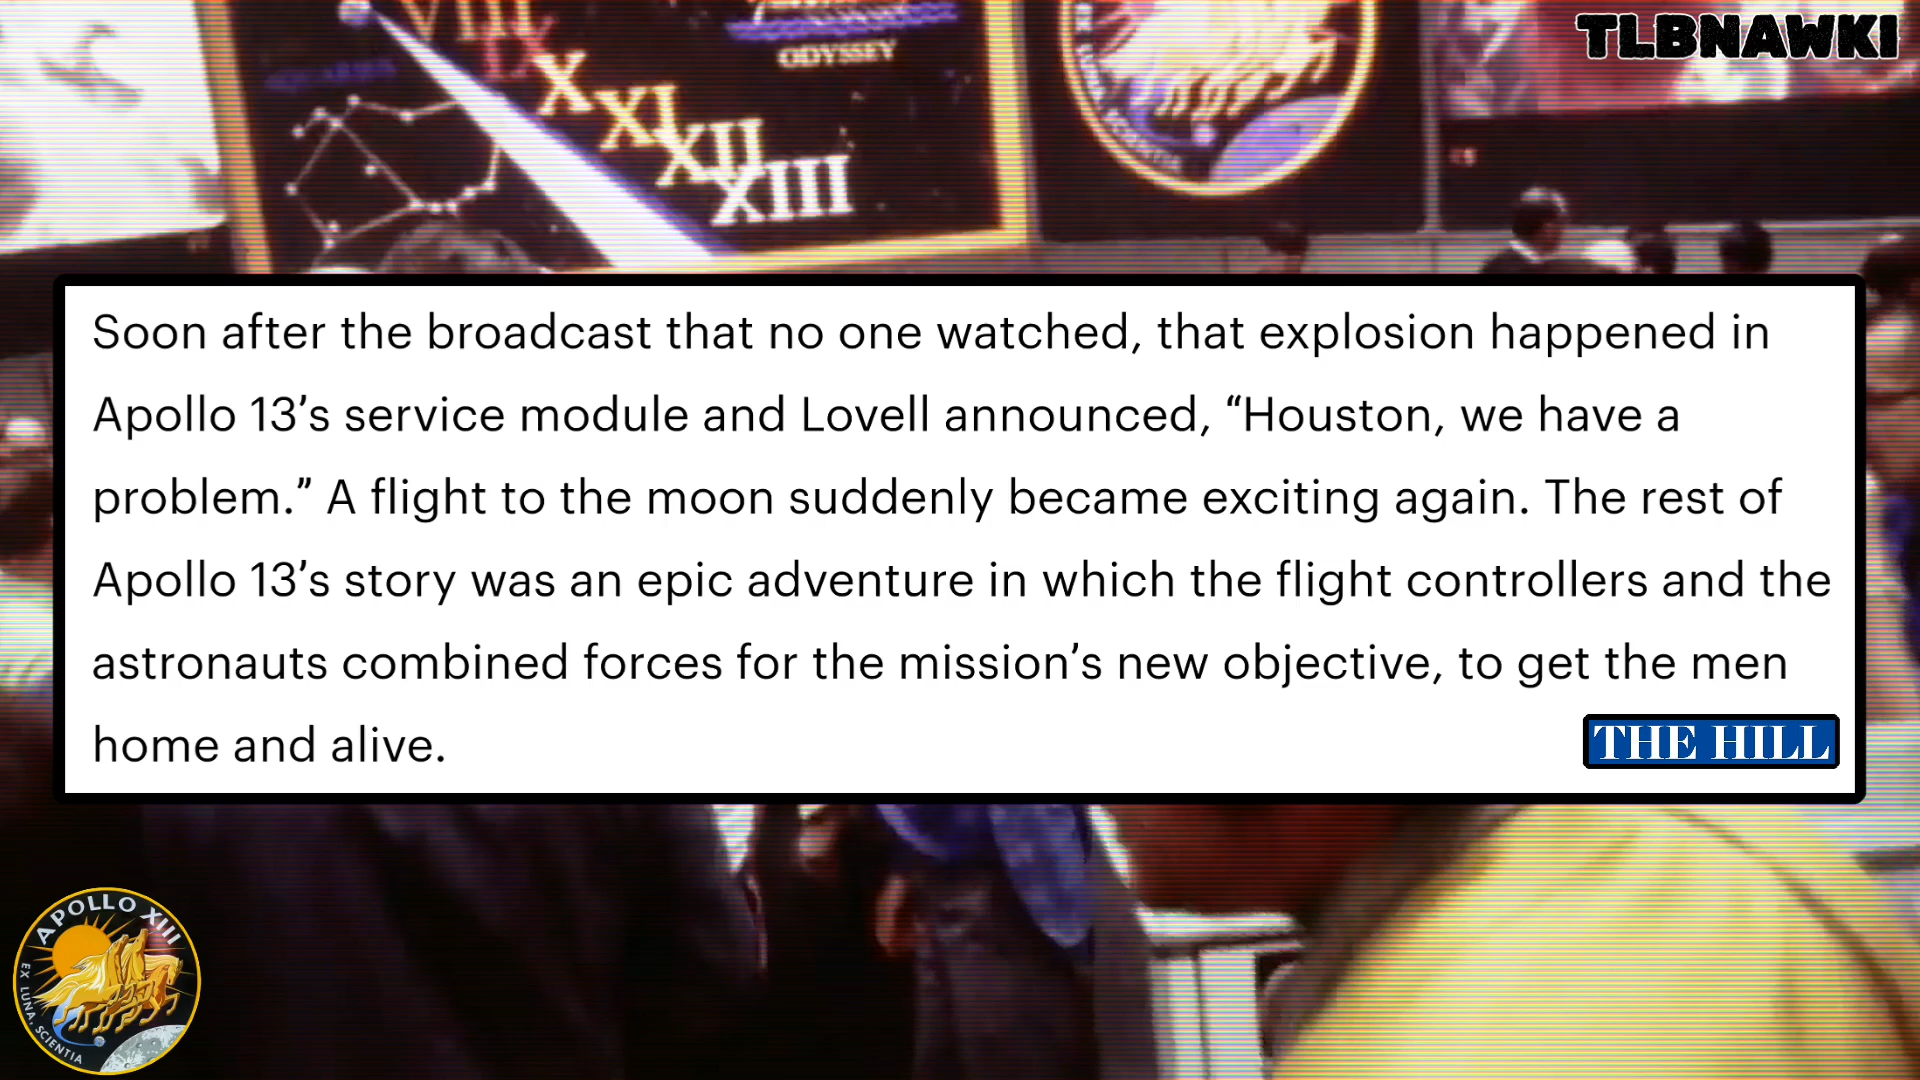 TLBNAWKI
VIII
IX
X
XI
XII
XIII
ODYSSEY
Soon after the broadcast that no one watched, that explosion happened in
Apollo 13’s service module and Lovell announced, “Houston, we have a
problem.” A flight to the moon suddenly became exciting again. The rest of
Apollo 13’s story was an epic adventure in which the flight controllers and the
astronauts combined forces for the mission’s new objective, to get the men
home and alive.
THE HILL
APOLLO XIII
EX LUNA, SCIENTIA